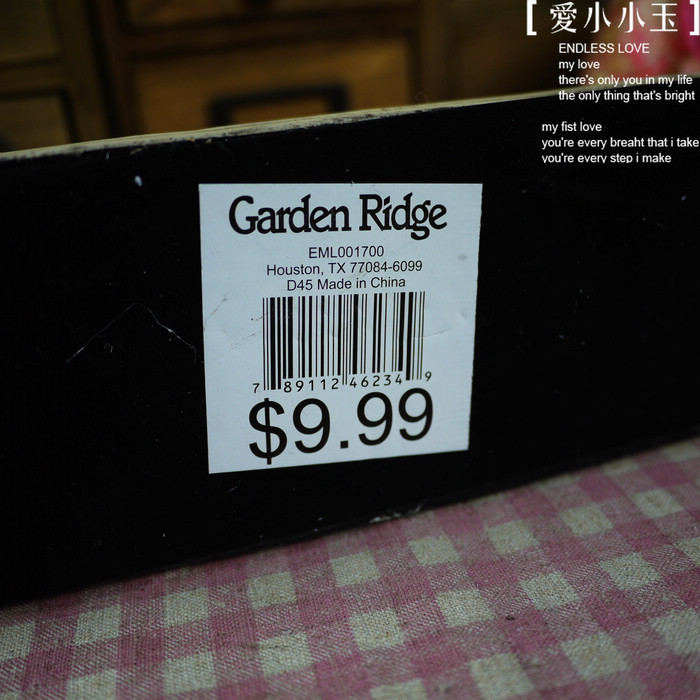 【愛小小玉】
ENDLESS LOVE
my love
there's only you in my life
the only thing that's bright
my fist love
you're every breaht that i take
you're every step i make
Garden Ridge
EML001700
Houston, TX 77084-6099
D45 Made in China
7 89112 46234 9
$9.99